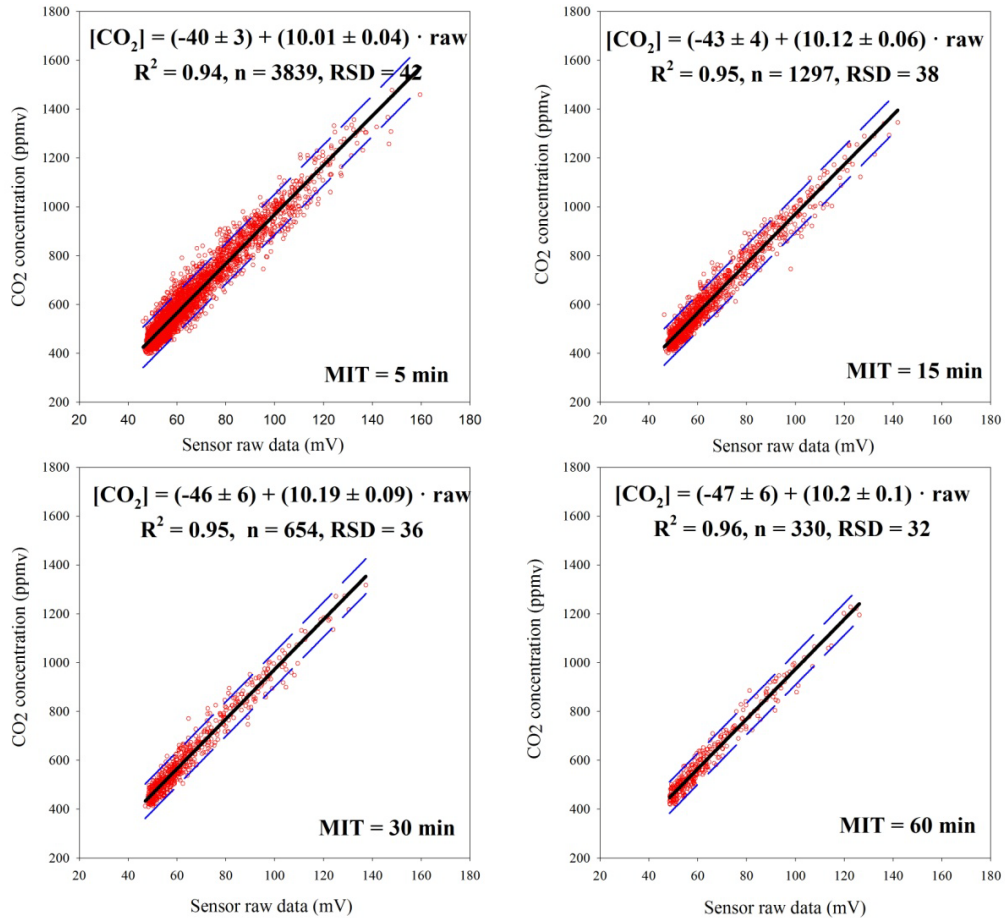 [CO2] = (-40 ± 3) + (10.01 ± 0.04) · raw
R² = 0.94, n = 3839, RSD = 42
CO2 concentration (ppmv)
1800
1600
1400
1200
1000
800
600
400
200
MIT = 5 min
20 40 60 80 100 120 140 160 180
Sensor raw data (mV)
[CO2] = (-43 ± 4) + (10.12 ± 0.06) · raw
R² = 0.95, n = 1297, RSD = 38
CO2 concentration (ppmv)
1800
1600
1400
1200
1000
800
600
400
200
MIT = 15 min
20 40 60 80 100 120 140 160 180
Sensor raw data (mV)
[CO2] = (-46 ± 6) + (10.19 ± 0.09) · raw
R² = 0.95, n = 654, RSD = 36
CO2 concentration (ppmv)
1800
1600
1400
1200
1000
800
600
400
200
MIT = 30 min
20 40 60 80 100 120 140 160 180
Sensor raw data (mV)
[CO2] = (-47 ± 6) + (10.2 ± 0.1) · raw
R² = 0.96, n = 330, RSD = 32
CO2 concentration (ppmv)
1800
1600
1400
1200
1000
800
600
400
200
MIT = 60 min
20 40 60 80 100 120 140 160 180
Sensor raw data (mV)